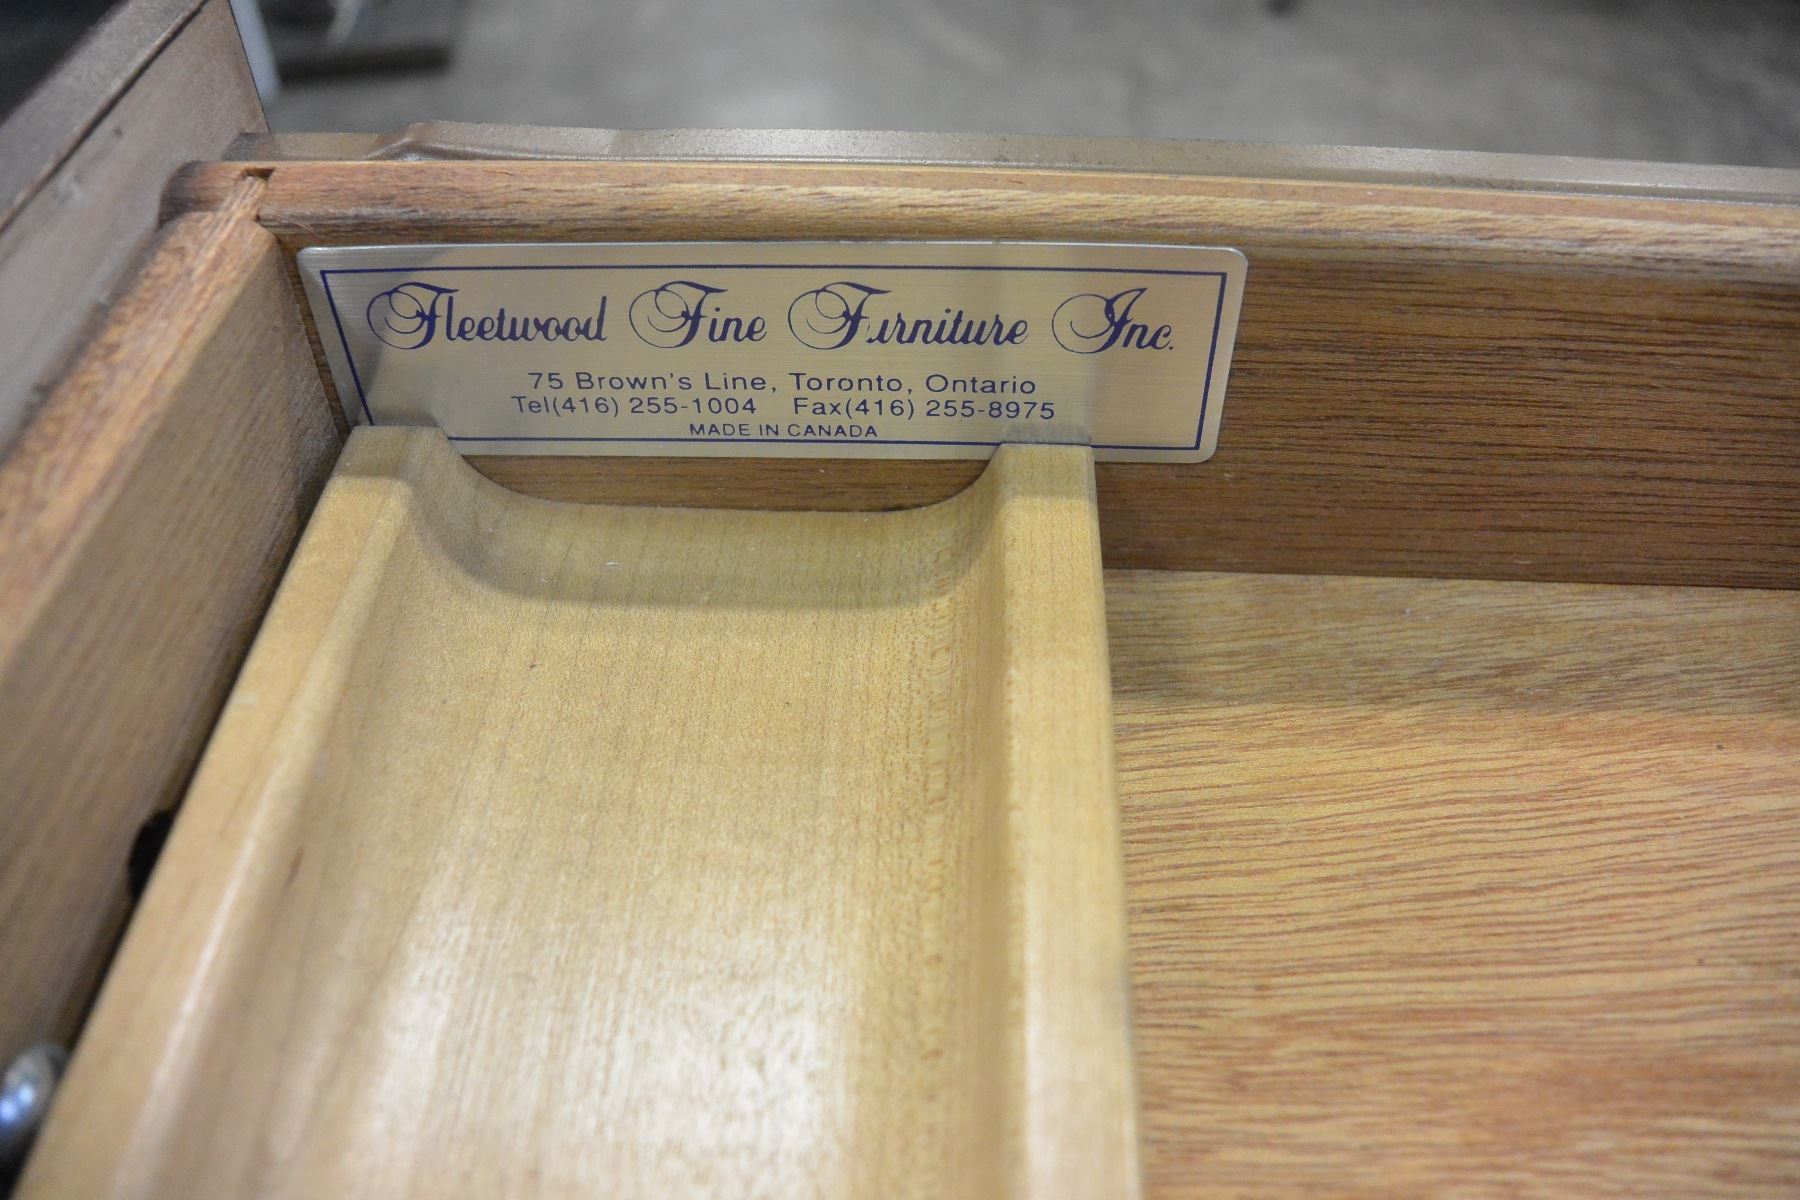 Fleetwood Fine Furniture Inc.
75 Brown's Line, Toronto, Ontario
Tel(416) 255-1004 Fax(416) 255-8975
MADE IN CANADA